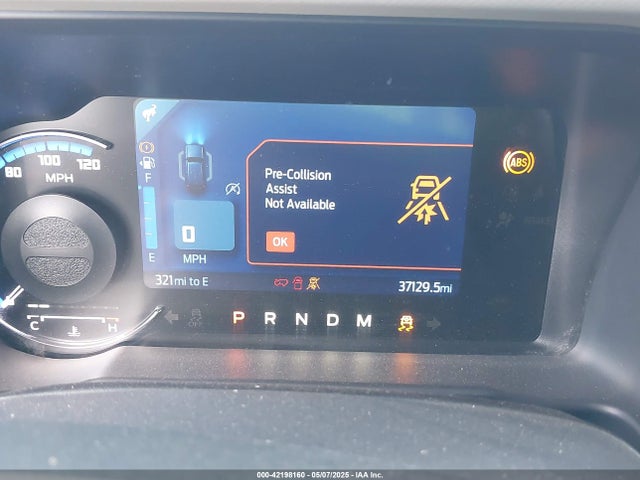 80 100 120
MPH
F
E
0
MPH
Pre-Collision
Assist
Not Available
OK
ABS
321mi to E
37129.5mi
C H
OFF
P R N D M
000-42198160 - 05/07/2025 - IAA Inc.